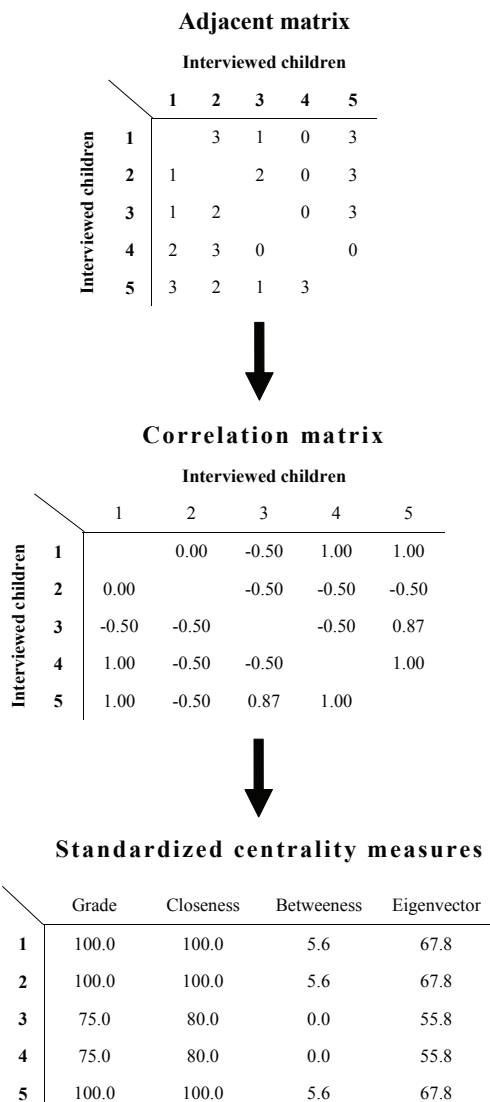 Adjacent matrix
Interviewed children
1 2 3 4 5
Interviewed children
1 3 1 0 3
2 1 2 0 3
3 1 2 0 3
4 2 3 0 0
5 3 2 1 3
Correlation matrix
Interviewed children
1 2 3 4 5
Interviewed children
1 0.00 -0.50 1.00 1.00
2 0.00 -0.50 -0.50 -0.50
3 -0.50 -0.50 -0.50 0.87
4 1.00 -0.50 -0.50 1.00
5 1.00 -0.50 0.87 1.00
Standardized centrality measures
Grade Closeness Betweeness Eigenvector
1 100.0 100.0 5.6 67.8
2 100.0 100.0 5.6 67.8
3 75.0 80.0 0.0 55.8
4 75.0 80.0 0.0 55.8
5 100.0 100.0 5.6 67.8